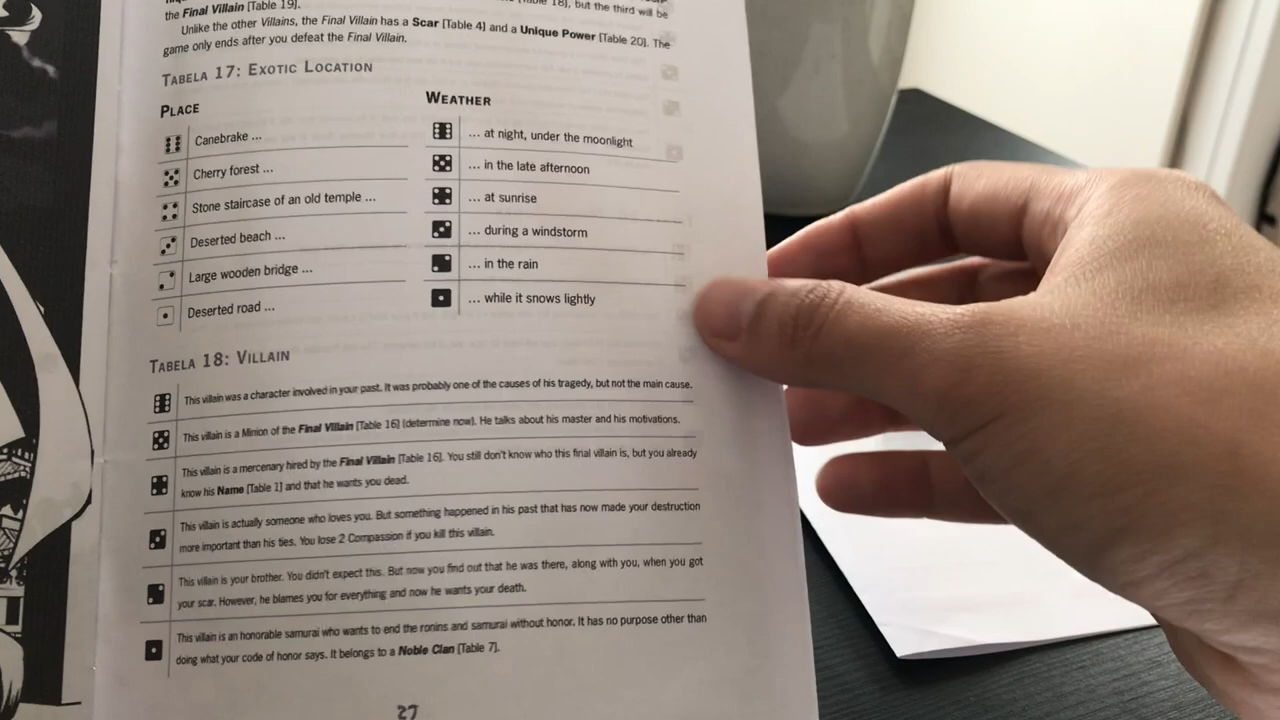 [Table 18], but the third will be
the Final Villain [Table 19].
Unlike the other Villains, the Final Villain has a Scar [Table 4] and a Unique Power [Table 20]. The
game only ends after you defeat the Final Villain.
TABELA 17: EXOTIC LOCATION
PLACE
Canebrake ...
Cherry forest ...
Stone staircase of an old temple ...
Deserted beach ...
Large wooden bridge ...
Deserted road ...
WEATHER
... at night, under the moonlight
... in the late afternoon
... at sunrise
... during a windstorm
... in the rain
... while it snows lightly
TABELA 18: VILLAIN
This villain was a character involved in your past. It was probably one of the causes of his tragedy, but not the main cause.
This villain is a Minion of the Final Villain [Table 16] (determine now). He talks about his master and his motivations.
This villain is a mercenary hired by the Final Villain [Table 16]. You still don't know who this final villain is, but you already
know his Name [Table 1] and that he wants you dead.
This villain is actually someone who loves you. But something happened in his past that has now made your destruction
more important than his ties. You lose 2 Compassion if you kill this villain.
This villain is your brother. You didn't expect this. But now you find out that he was there, along with you, when you got
your scar. However, he blames you for everything and now he wants your death.
This villain is an honorable samurai who wants to end the ronins and samurai without honor. It has no purpose other than
doing what your code of honor says. It belongs to a Noble Clan [Table 7].
27